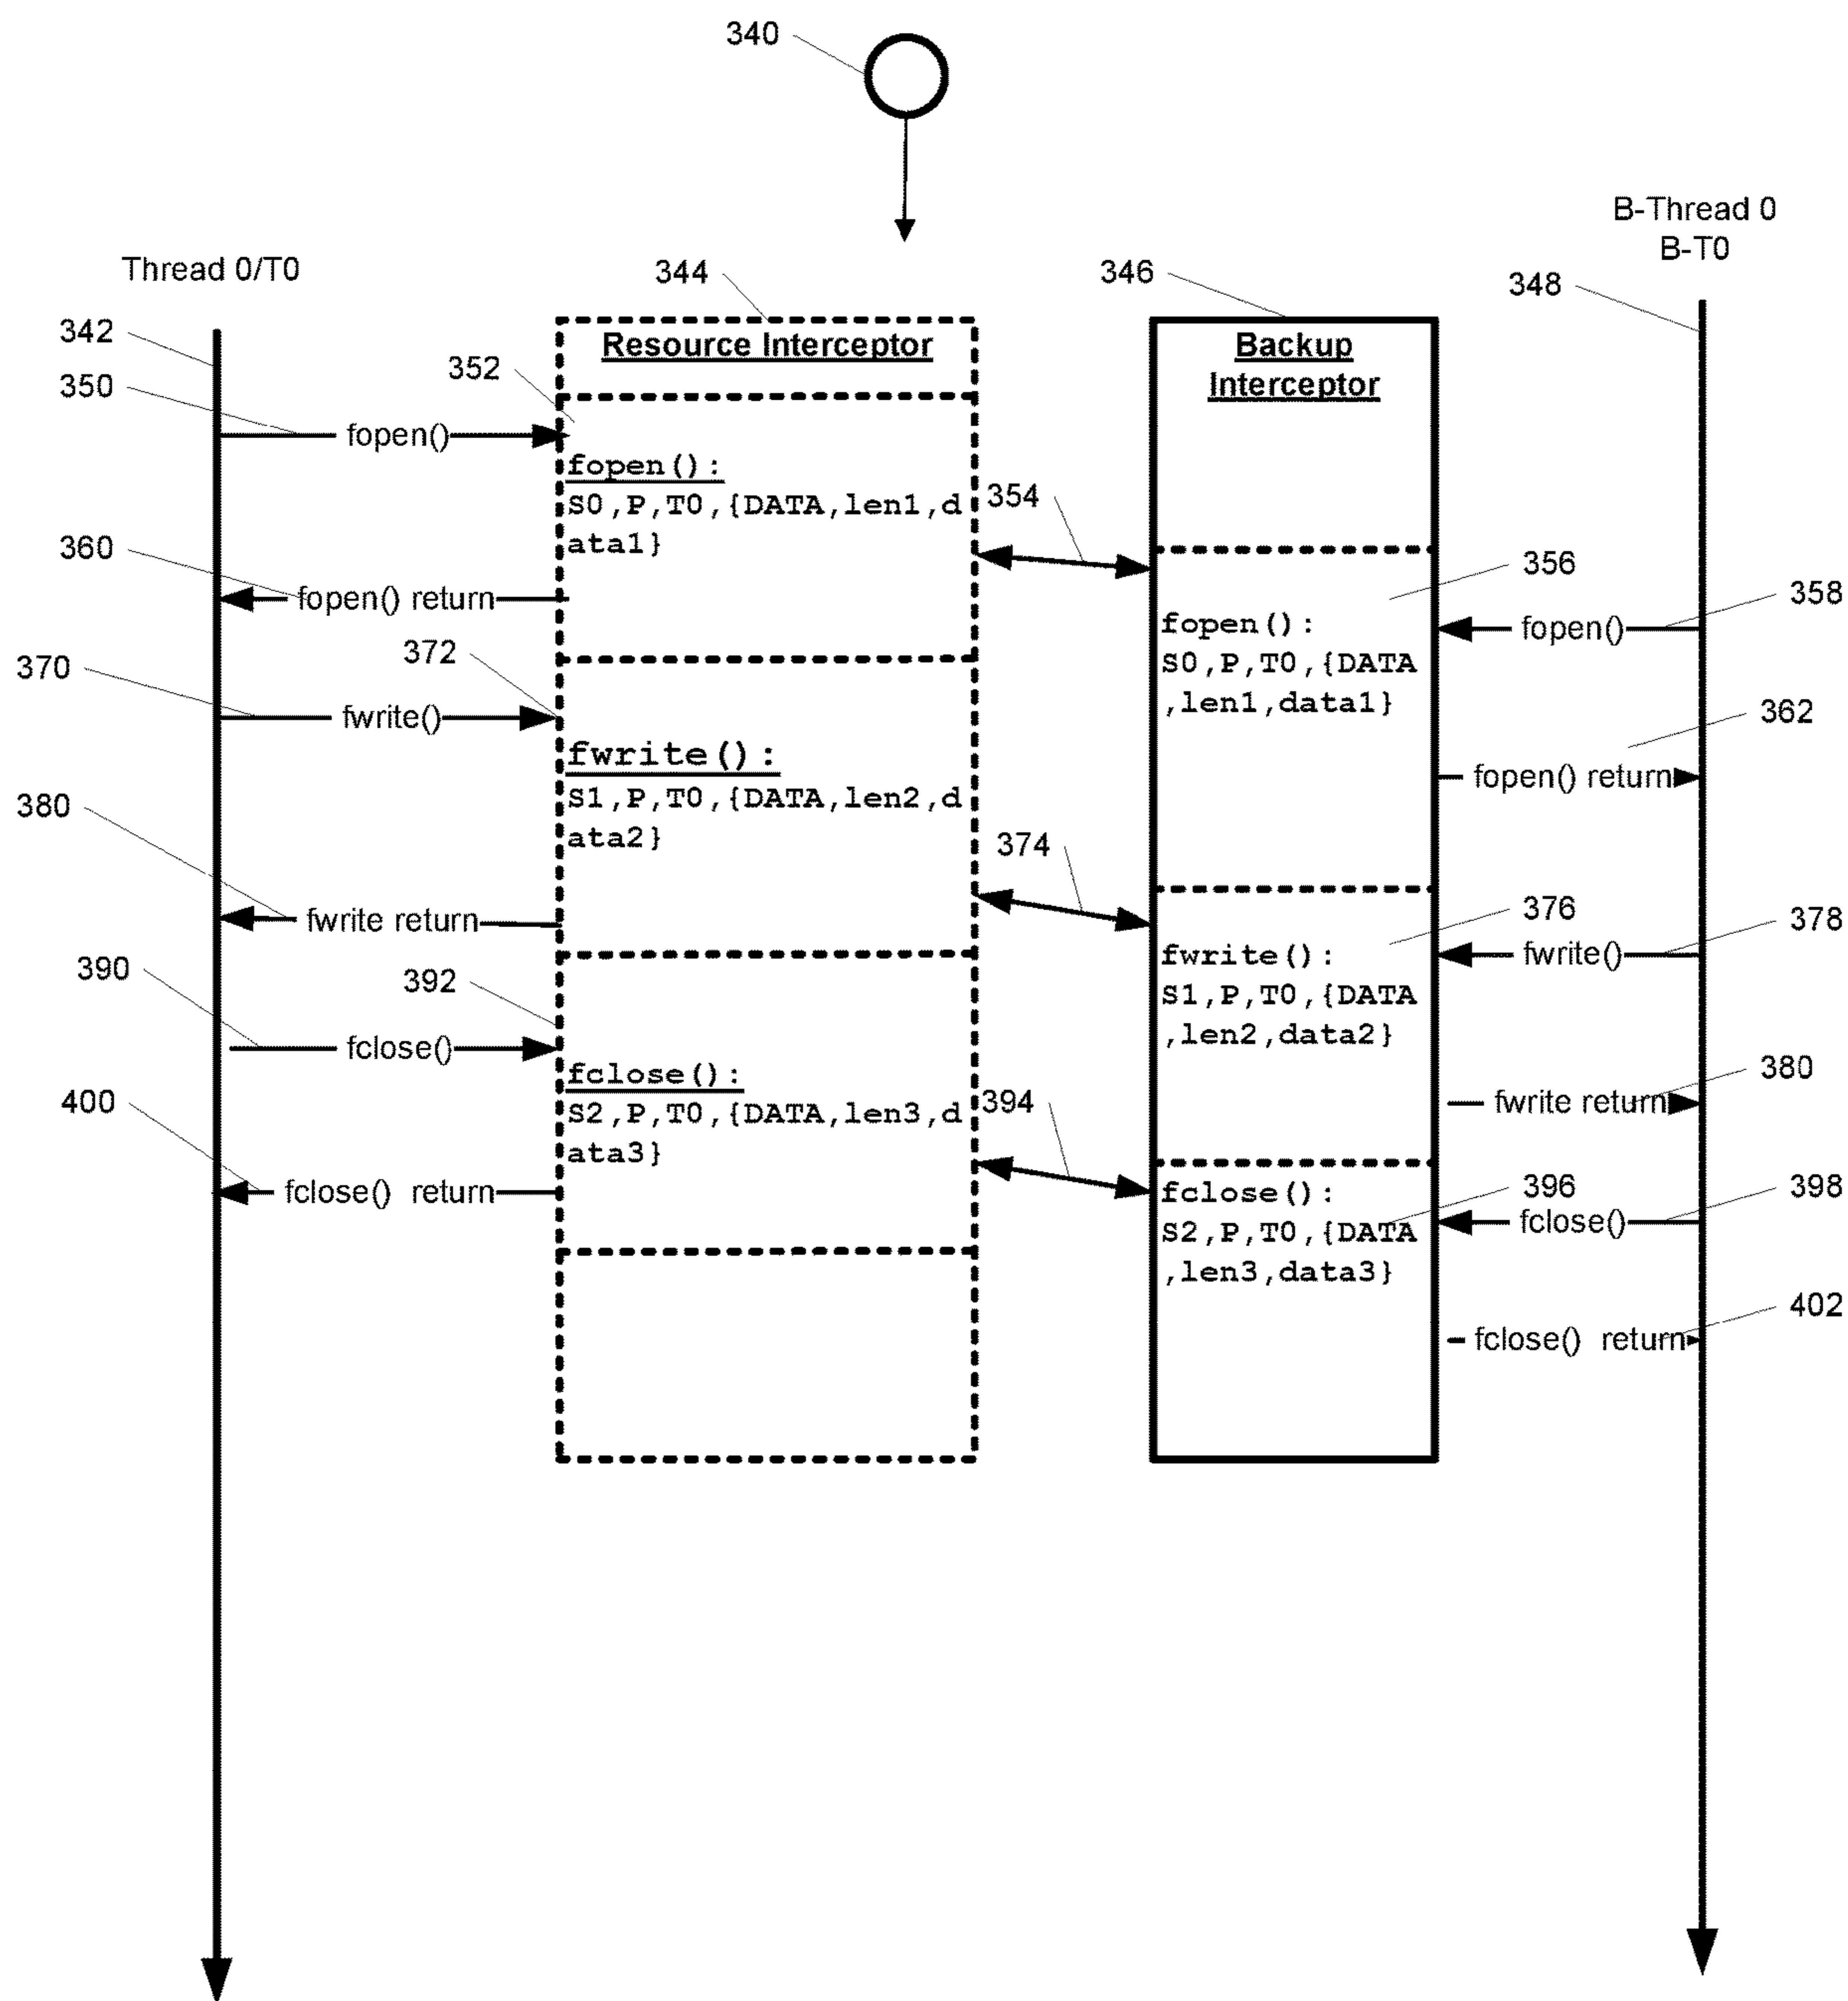 340
B-Thread 0
B-T0
Thread 0/T0
344
346
348
342
Resource Interceptor
Backup
Interceptor
352
350
fopen()
fopen():
S0,P,T0,{DATA,len1,d
ata1}
354
360
356
fopen() return
358
fopen():
fopen()
S0,P,T0,{DATA
,len1,data1}
372
370
fwrite()
362
fwrite():
fopen() return
S1,P,T0,{DATA,len2,d
ata2}
380
374
fwrite return
376
378
fwrite():
fwrite()
S1,P,T0,{DATA
,len2,data2}
390
392
fclose()
fclose():
S2,P,T0,{DATA,len3,d
ata3}
380
fwrite return
400
394
fclose() return
396
398
fclose():
fclose()
S2,P,T0,{DATA
,len3,data3}
402
fclose() return